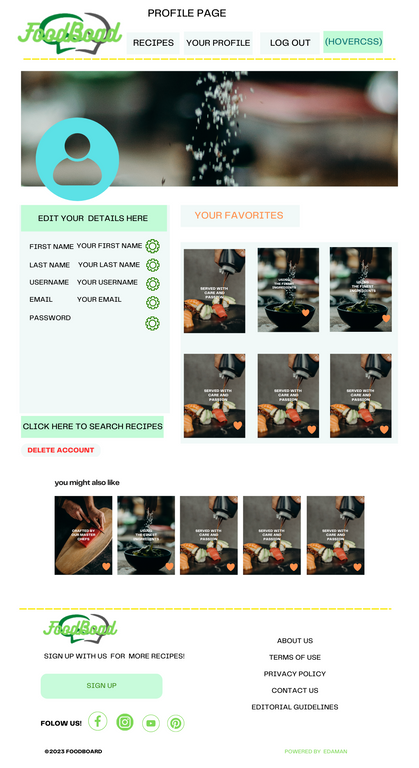 PROFILE PAGE
FoodBoad
RECIPES
YOUR PROFILE
LOG OUT
(HOVERCSS)
EDIT YOUR DETAILS HERE
YOUR FAVORITES
FIRST NAME YOUR FIRST NAME
LAST NAME YOUR LAST NAME
USERNAME YOUR USERNAME
EMAIL YOUR EMAIL
PASSWORD
SERVED WITH
CARE AND
PASSION
USING
THE FINEST
INGREDIENTS
USING
THE FINEST
INGREDIENTS
SERVED WITH
CARE AND
PASSION
SERVED WITH
CARE AND
PASSION
SERVED WITH
CARE AND
PASSION
CLICK HERE TO SEARCH RECIPES
DELETE ACCOUNT
you might also like
CRAFTED BY
OUR MASTER
CHEFS
USING
THE FINEST
INGREDIENTS
SERVED WITH
CARE AND
PASSION
SERVED WITH
CARE AND
PASSION
SERVED WITH
CARE AND
PASSION
FoodBoad
SIGN UP WITH US FOR MORE RECIPES!
SIGN UP
FOLOW US!
ABOUT US
TERMS OF USE
PRIVACY POLICY
CONTACT US
EDITORIAL GUIDELINES
©2023 FOODBOARD
POWERED BY EDAMAN